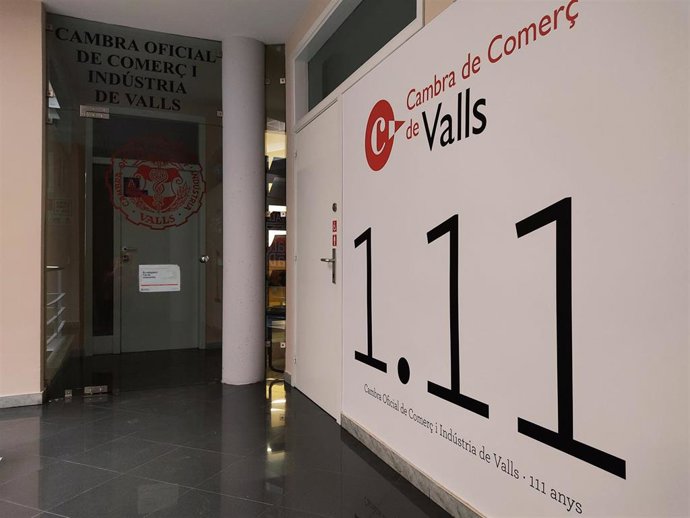 CAMBRA OFICIAL
DE COMERÇ I
INDÚSTRIA
DE VALLS
VALLS
Cambra de Comerç
de Valls
1.11
Cambra Oficial de Comerç i Indústria de Valls · 111 anys